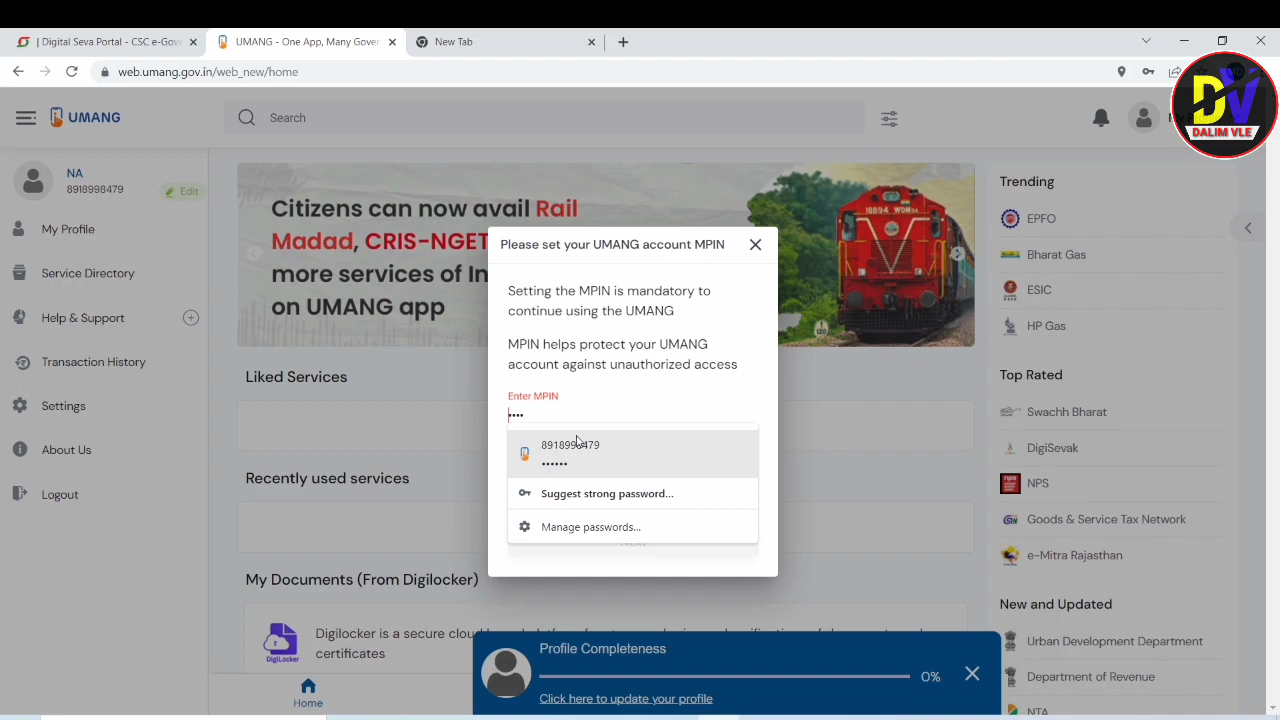 | Digital Seva Portal - CSC e-Gov
UMANG - One App, Many Gover
New Tab
web.umang.gov.in/web_new/home
DV
DALIM VLE
UMANG
Search
NA
8918998479
Edit
My Profile
Service Directory
Help & Support
Transaction History
Settings
About Us
Logout
Citizens can now avail Rail
Madad, CRIS-NGET
more services of In
on UMANG app
16894 WDM3A
120
Please set your UMANG account MPIN
Setting the MPIN is mandatory to
continue using the UMANG
MPIN helps protect your UMANG
account against unauthorized access
Enter MPIN
••••
8918998479
••••••
Suggest strong password...
Manage passwords...
NEXT
Liked Services
Recently used services
My Documents (From Digilocker)
DigiLocker
Digilocker is a secure cloud
certificates
Home
Profile Completeness
0%
Click here to update your profile
Trending
EPFO
Bharat Gas
ESIC
HP Gas
Top Rated
Swachh Bharat
DigiSevak
NPS
Goods & Service Tax Network
e-Mitra Rajasthan
New and Updated
Urban Development Department
Department of Revenue
NTA